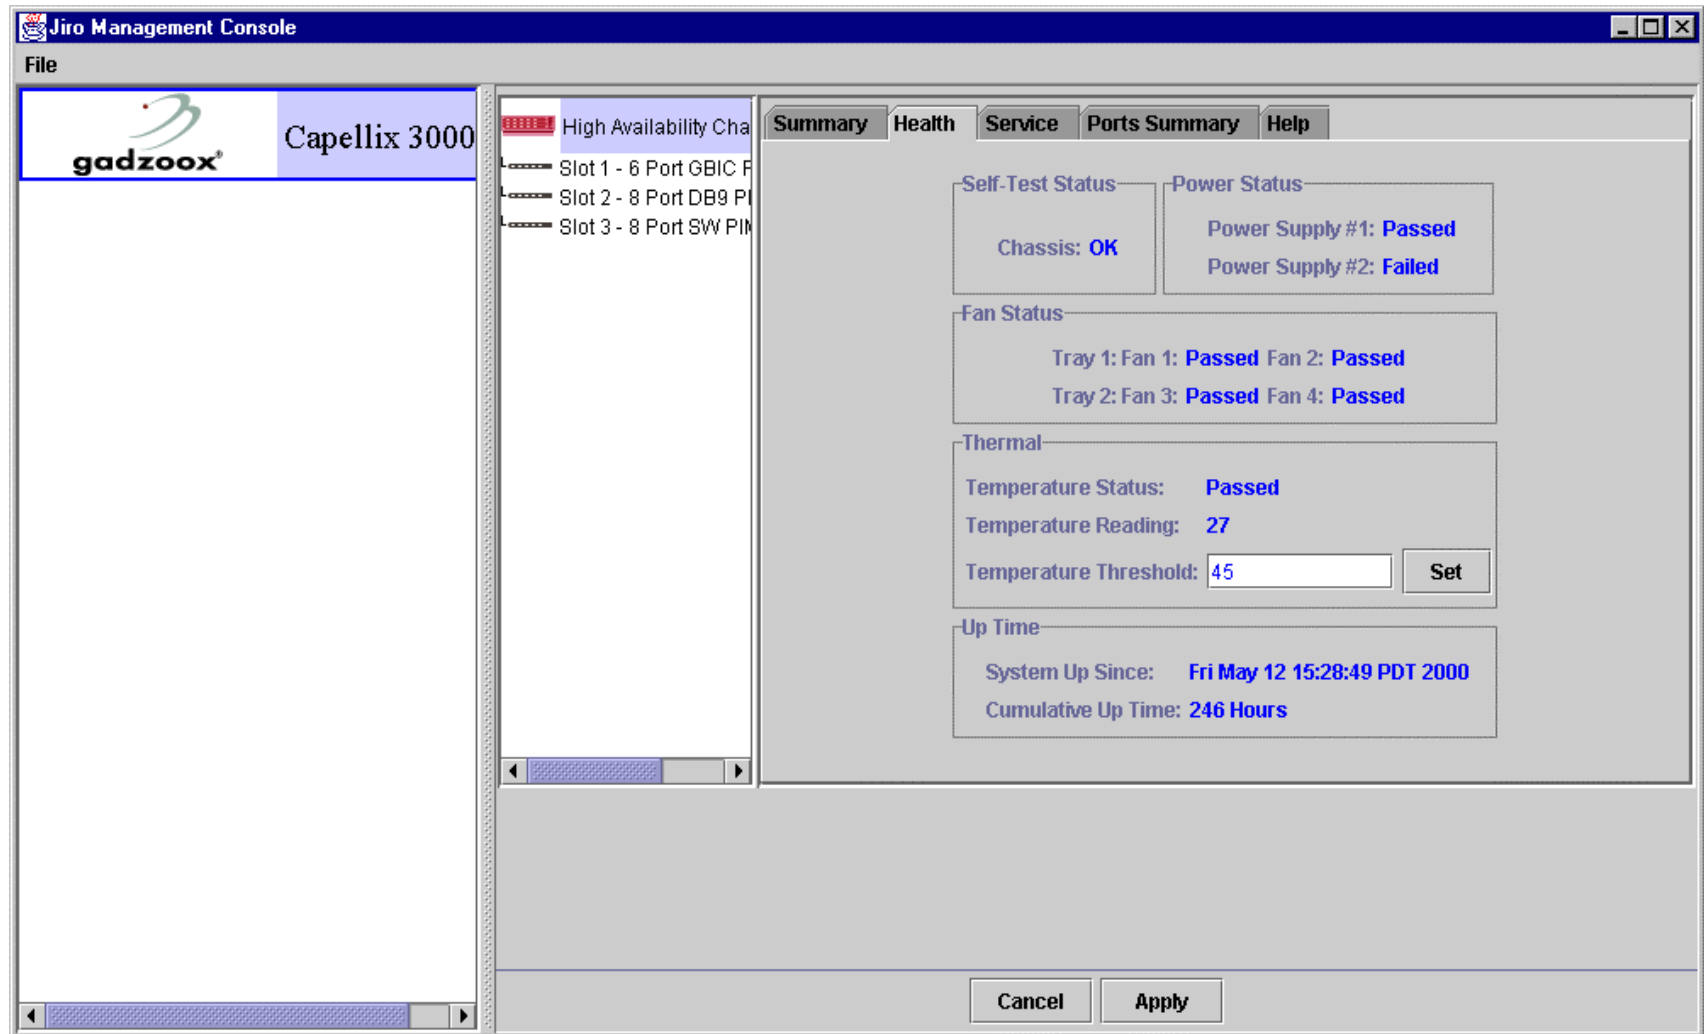 Jiro Management Console
File
gadzoox®
Capellix 3000
High Availability Cha
Slot 1 - 6 Port GBIC
Slot 2 - 8 Port DB9
Slot 3 - 8 Port SW
Summary Health Service Ports Summary Help
Self-Test Status
Chassis: OK
Power Status
Power Supply #1: Passed
Power Supply #2: Failed
Fan Status
Tray 1: Fan 1: Passed Fan 2: Passed
Tray 2: Fan 3: Passed Fan 4: Passed
Thermal
Temperature Status: Passed
Temperature Reading: 27
Temperature Threshold: 45 Set
Up Time
System Up Since: Fri May 12 15:28:49 PDT 2000
Cumulative Up Time: 246 Hours
Cancel Apply